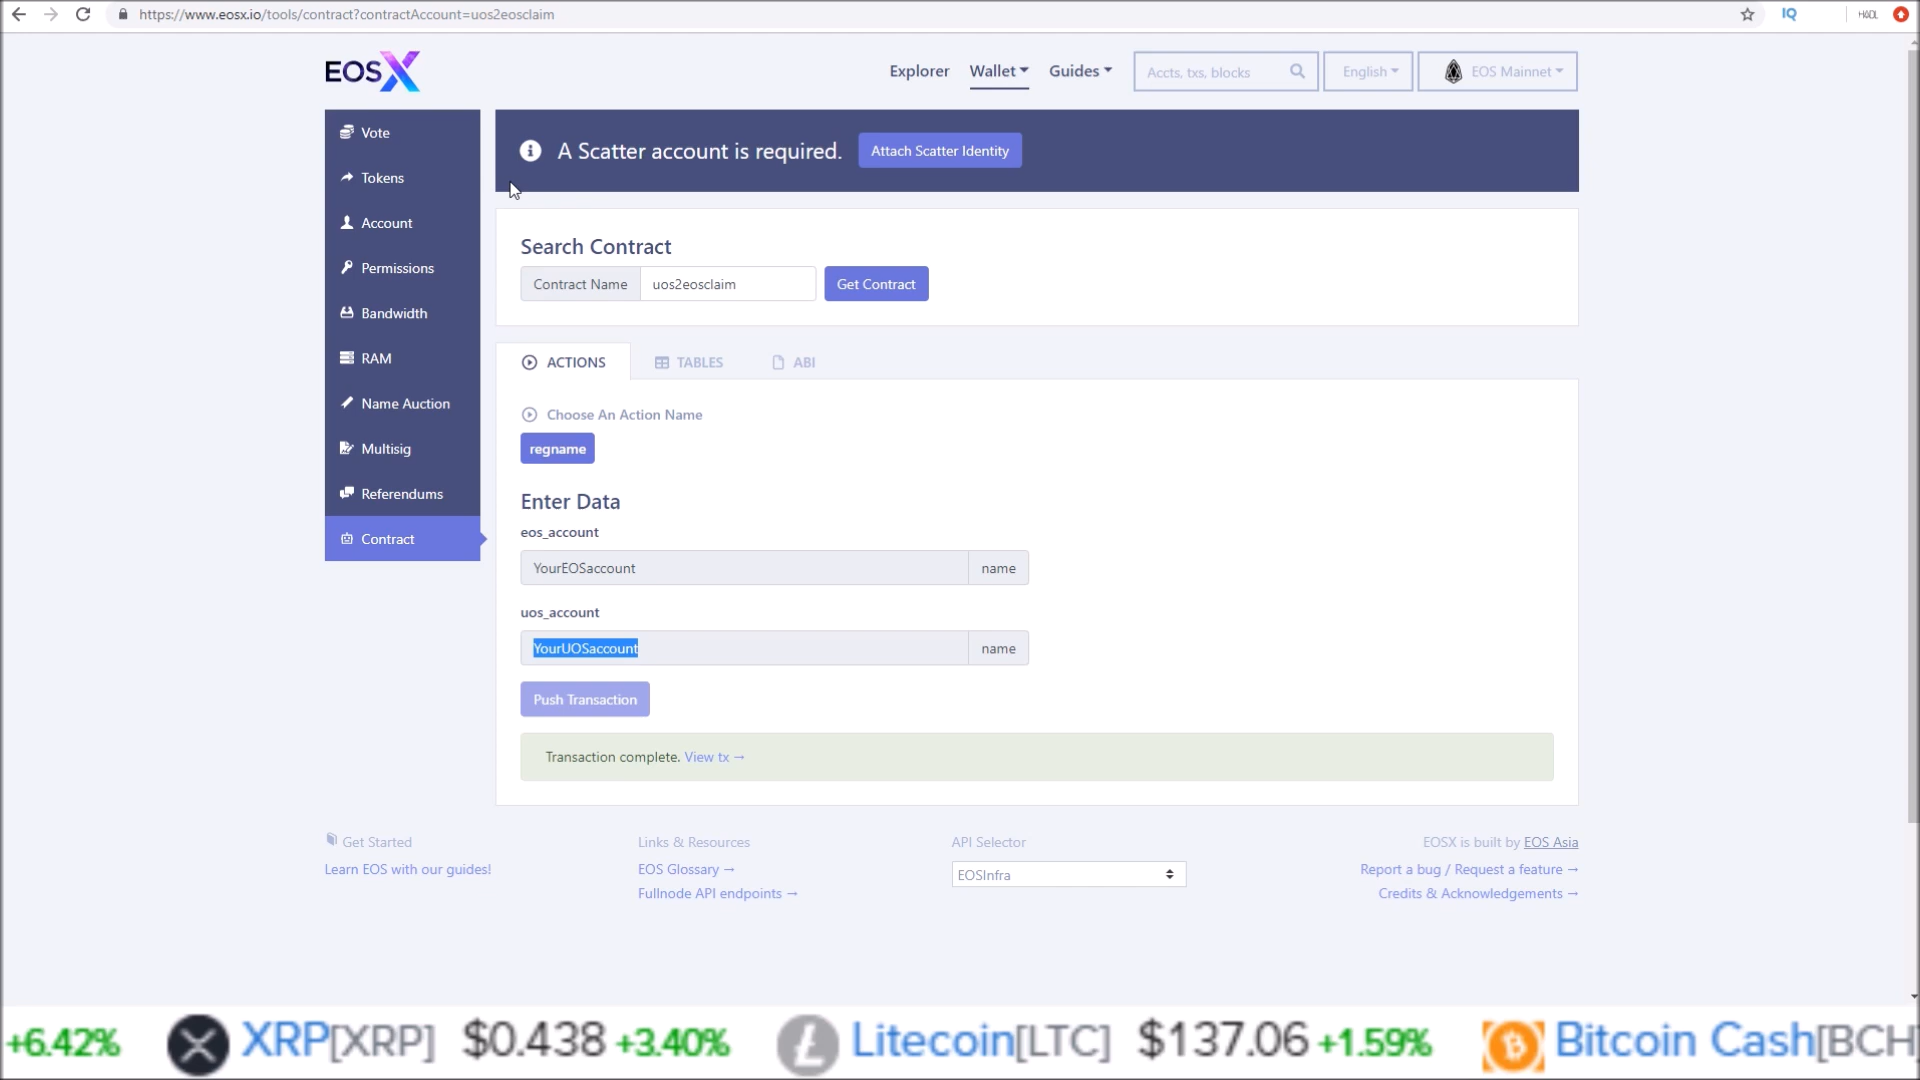 https://www.eosx.io/tools/contract?contractAccount=uos2eosclaim
IQ
HODL
EOSX
Explorer
Wallet
Guides
Accts, txs, blocks
English
EOS Mainnet
Vote
Tokens
Account
Permissions
Bandwidth
RAM
Name Auction
Multisig
Referendums
Contract
A Scatter account is required.
Attach Scatter Identity
Search Contract
Contract Name
uos2eosclaim
Get Contract
ACTIONS
TABLES
ABI
Choose An Action Name
regname
Enter Data
eos_account
YourEOSaccount
name
uos_account
YourUOSaccount
name
Push Transaction
Transaction complete. View tx →
Get Started
Learn EOS with our guides!
Links & Resources
EOS Glossary →
Fullnode API endpoints →
API Selector
EOSInfra
EOSX is built by EOS Asia
Report a bug / Request a feature →
Credits & Acknowledgements →
+6.42% XRP[XRP] $0.438 +3.40% Litecoin[LTC] $137.06 +1.59% Bitcoin Cash[BCH